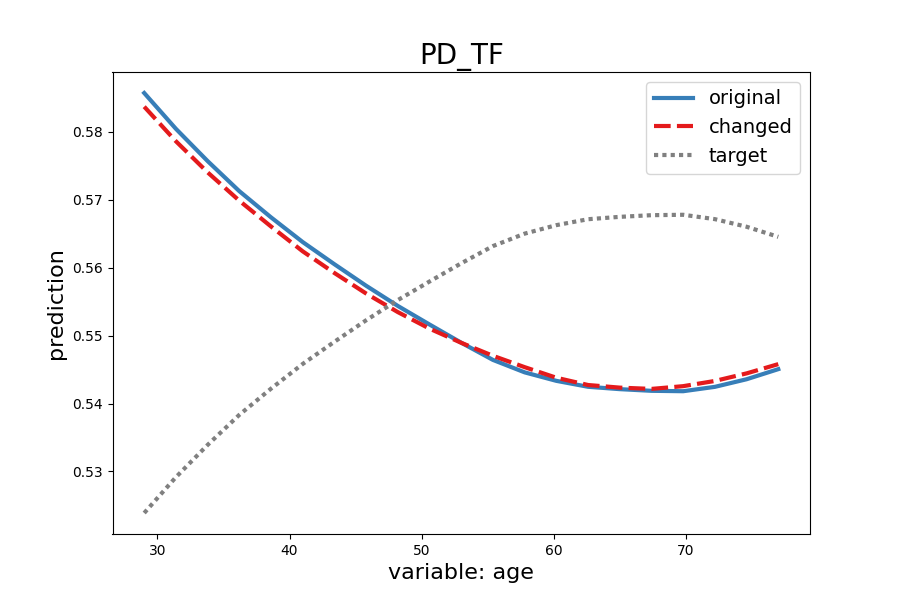 PD_TF
original
changed
target
0.58
0.57
0.56
0.55
0.54
0.53
prediction
30 40 50 60 70
variable: age